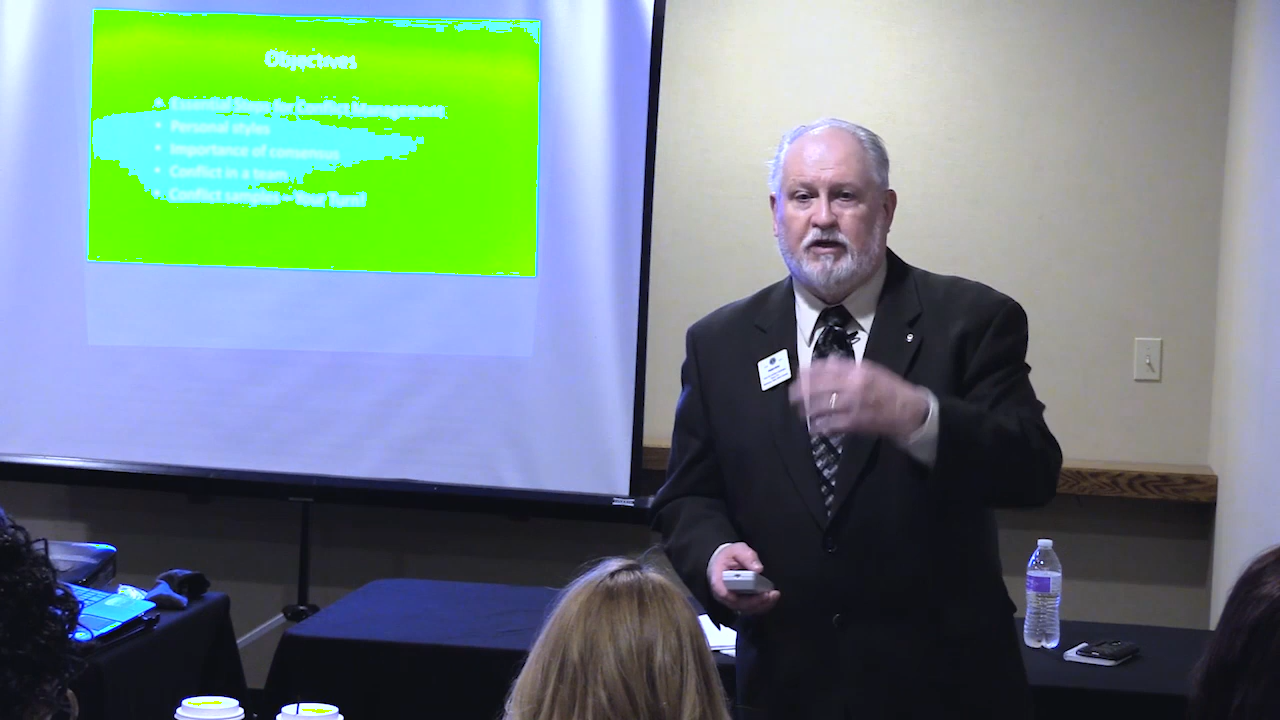 Objectives
• Essential Steps for Conflict Management
• Personal styles
• Importance of consensus
• Conflict in a team
• Conflict samples – Your Turn!